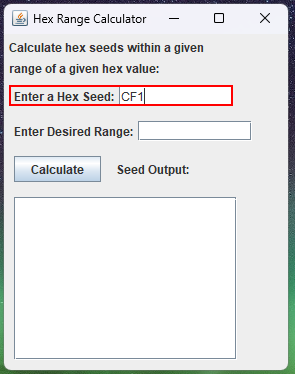 Hex Range Calculator
Calculate hex seeds within a given
range of a given hex value:
Enter a Hex Seed: CF1
Enter Desired Range:
Calculate Seed Output: